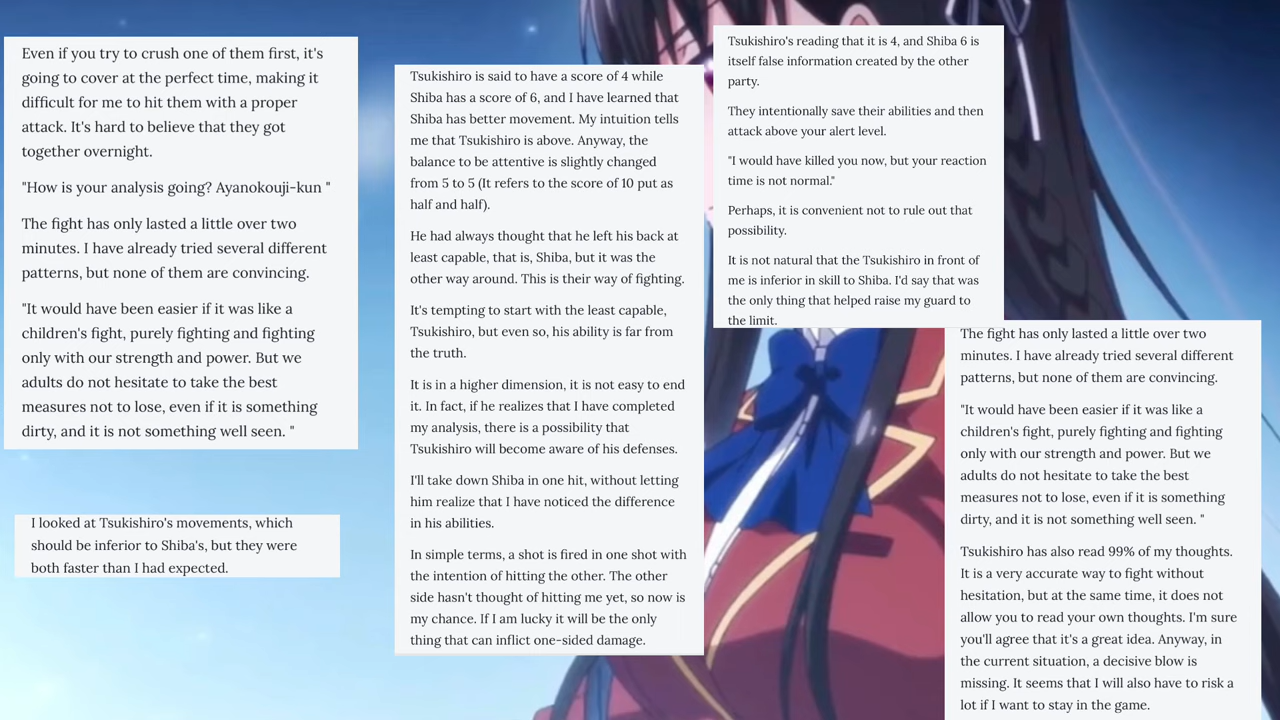 Even if you try to crush one of them first, it's
going to cover at the perfect time, making it
difficult for me to hit them with a proper
attack. It's hard to believe that they got
together overnight.
"How is your analysis going? Ayanokouji-kun "
The fight has only lasted a little over two
minutes. I have already tried several different
patterns, but none of them are convincing.
"It would have been easier if it was like a
children's fight, purely fighting and fighting
only with our strength and power. But we
adults do not hesitate to take the best
measures not to lose, even if it is something
dirty, and it is not something well seen. "
I looked at Tsukishiro's movements, which
should be inferior to Shiba's, but they were
both faster than I had expected.
Tsukishiro is said to have a score of 4 while
Shiba has a score of 6, and I have learned that
Shiba has better movement. My intuition tells
me that Tsukishiro is above. Anyway, the
balance to be attentive is slightly changed
from 5 to 5 (It refers to the score of 10 put as
half and half).
He had always thought that he left his back at
least capable, that is, Shiba, but it was the
other way around. This is their way of fighting.
It's tempting to start with the least capable,
Tsukishiro, but even so, his ability is far from
the truth.
It is in a higher dimension, it is not easy to end
it. In fact, if he realizes that I have completed
my analysis, there is a possibility that
Tsukishiro will become aware of his defenses.
I'll take down Shiba in one hit, without letting
him realize that I have noticed the difference
in his abilities.
In simple terms, a shot is fired in one shot with
the intention of hitting the other. The other
side hasn't thought of hitting me yet, so now is
my chance. If I am lucky it will be the only
thing that can inflict one-sided damage.
Tsukishiro's reading that it is 4, and Shiba 6 is
itself false information created by the other
party.
They intentionally save their abilities and then
attack above your alert level.
"I would have killed you now, but your reaction
time is not normal."
Perhaps, it is convenient not to rule out that
possibility.
It is not natural that the Tsukishiro in front of
me is inferior in skill to Shiba. I'd say that was
the only thing that helped raise my guard to
the limit.
The fight has only lasted a little over two
minutes. I have already tried several different
patterns, but none of them are convincing.
"It would have been easier if it was like a
children's fight, purely fighting and fighting
only with our strength and power. But we
adults do not hesitate to take the best
measures not to lose, even if it is something
dirty, and it is not something well seen. "
Tsukishiro has also read 99% of my thoughts.
It is a very accurate way to fight without
hesitation, but at the same time, it does not
allow you to read your own thoughts. I'm sure
you'll agree that it's a great idea. Anyway, in
the current situation, a decisive blow is
missing. It seems that I will also have to risk a
lot if I want to stay in the game.